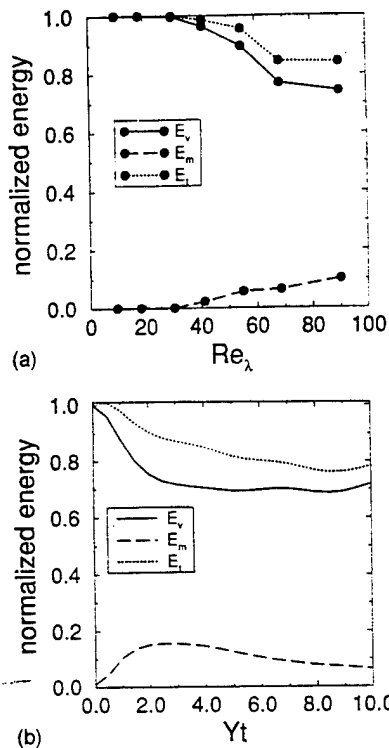 normalized energy
1.0
0.8
0.6
0.4
0.2
0.0
E_v
E_m
E_t
0 20 40 60 80 100
(a)
Re_λ
normalized energy
1.0
0.8
0.6
0.4
0.2
0.0
E_v
E_m
E_t
0.0 2.0 4.0 6.0 8.0 10.0
(b)
Yt